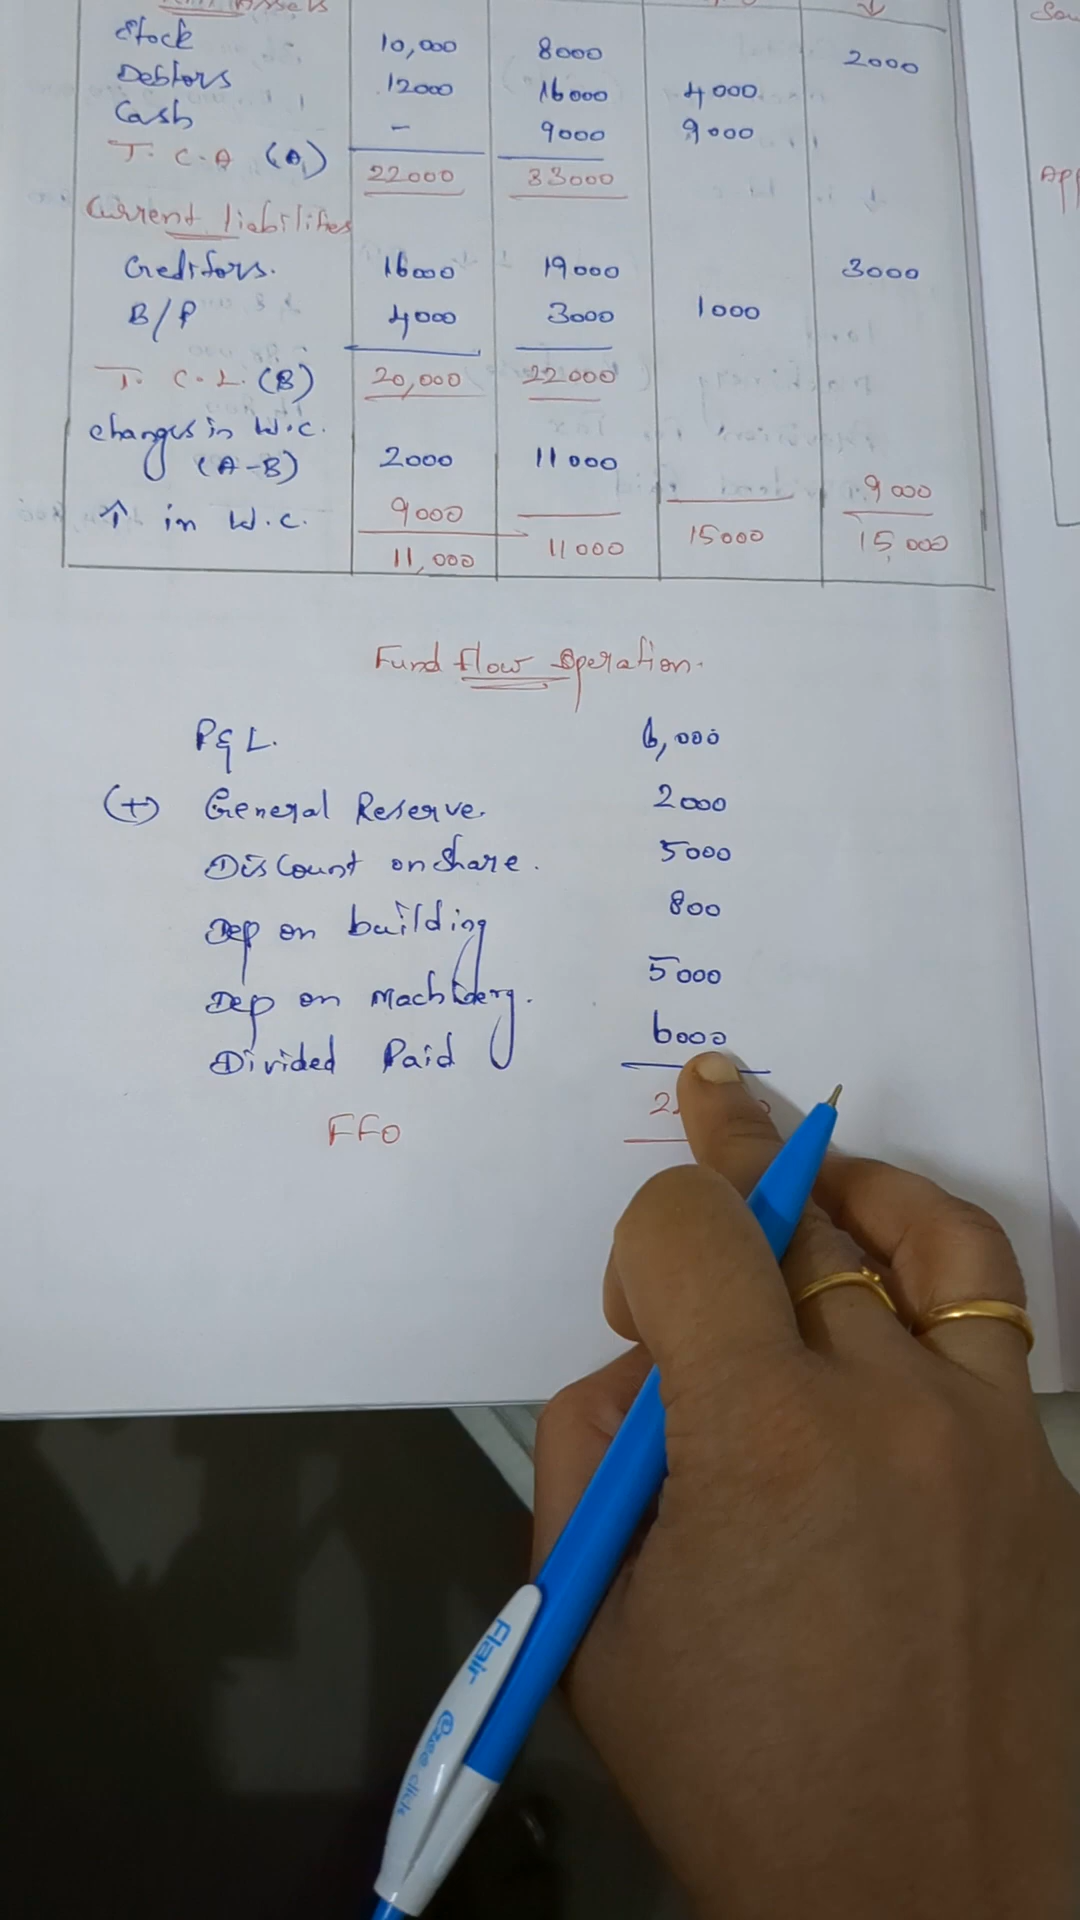 Assets
Stock 10,000 8000 2000
Debtors 12000 16000 4000
Cash - 9000 9000
T. C. A (A) 22000 33000
Current liabilities
Creditors. 16000 19000 3000
B/P 4000 3000 1000
T. C. L. (B) 20,000 22000
changes in W.C.
(A-B) 2000 11000
↑ in W.C. 9000 9000
11,000 11000 15000 15,000
Fund flow operation.
P&L. 6,000
(+) General Reserve. 2000
Discount on share. 5000
Dep on building 800
Dep on machinery. 5000
Divided Paid 6000
FFO
Flair
Ezee click